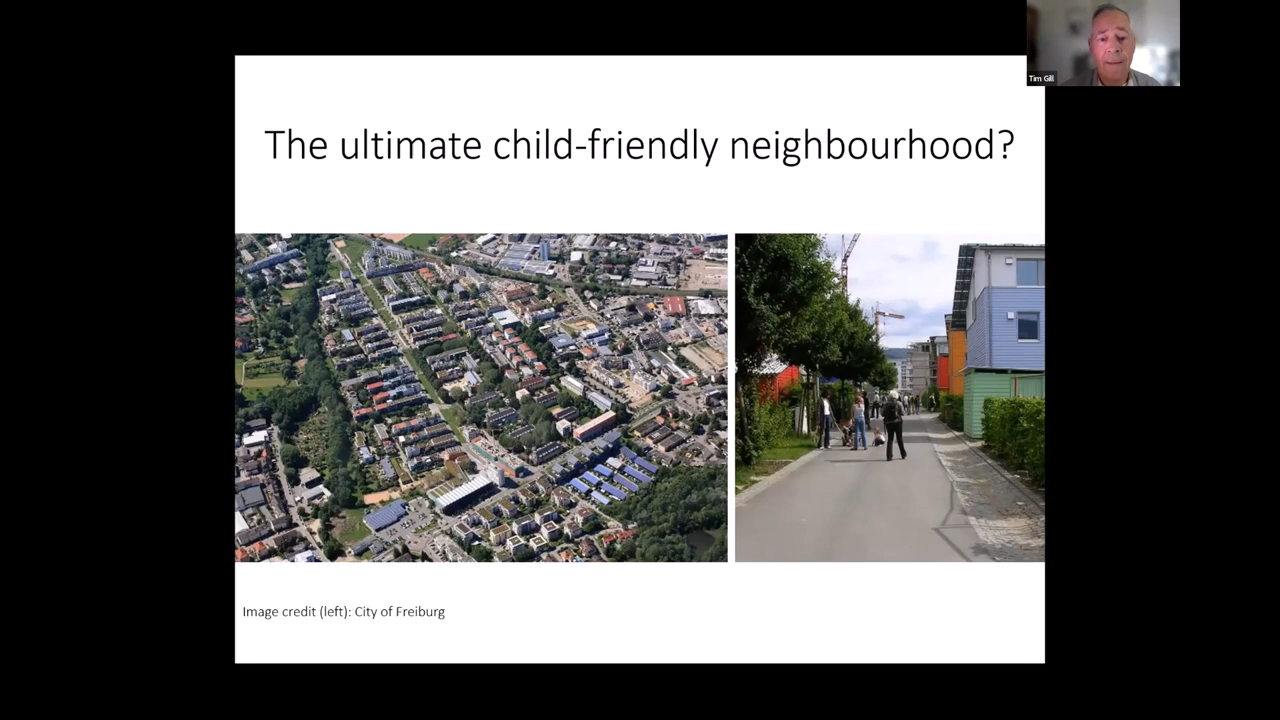 Tim Gill
The ultimate child-friendly neighbourhood?
Image credit (left): City of Freiburg